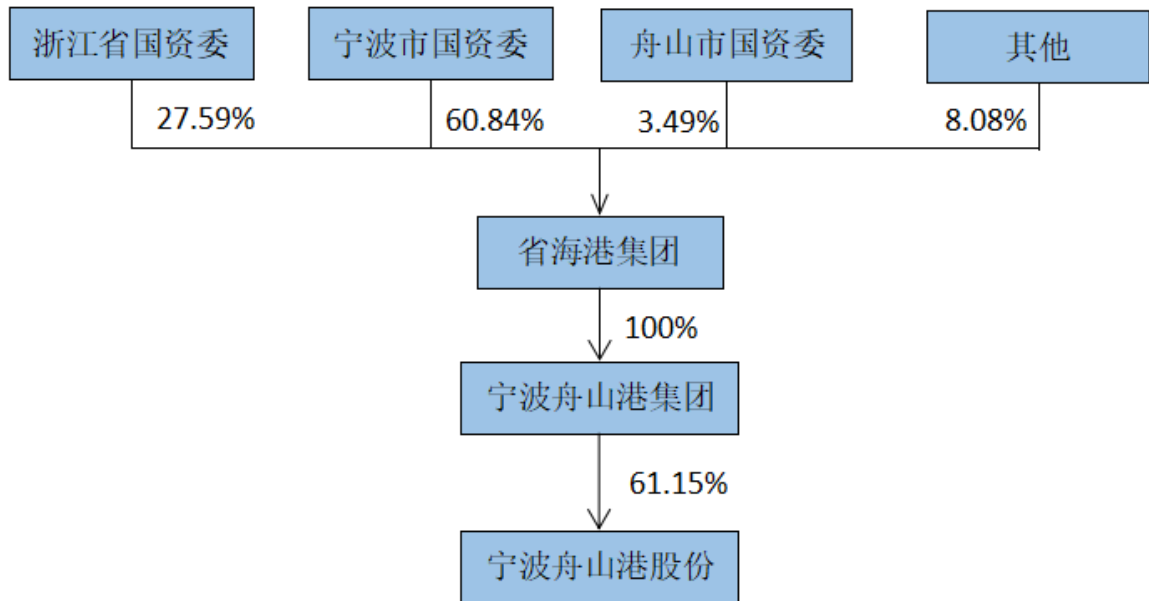 浙江省国资委
宁波市国资委
舟山市国资委
其他
27.59%
60.84%
3.49%
8.08%
省海港集团
100%
宁波舟山港集团
61.15%
宁波舟山港股份